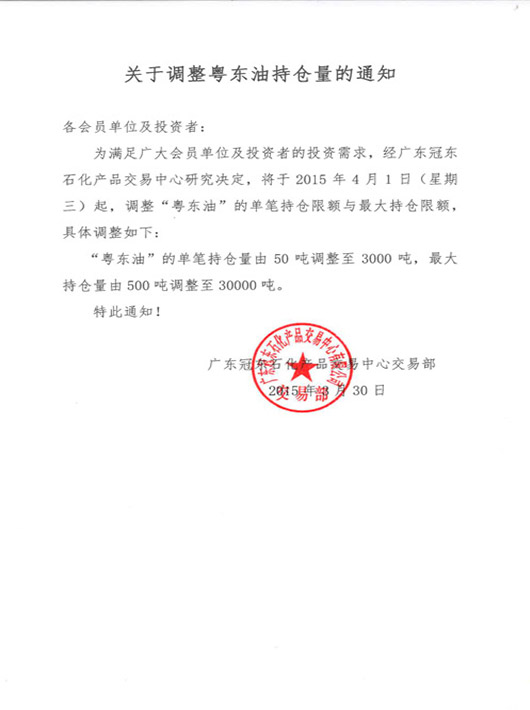 关于调整粤东油持仓量的通知
各会员单位及投资者：
为满足广大会员单位及投资者的投资需求，经广东冠东
石化产品交易中心研究决定，将于 2015 年 4 月 1 日（星期
三）起，调整“粤东油”的单笔持仓限额与最大持仓限额，
具体调整如下：
“粤东油”的单笔持仓量由 50 吨调整至 3000 吨，最大
持仓量由 500 吨调整至 30000 吨。
特此通知！
广东冠东石化产品交易中心交易部
2015 年 3 月 30 日
广东冠东石化产品交易中心有限公司
交易部